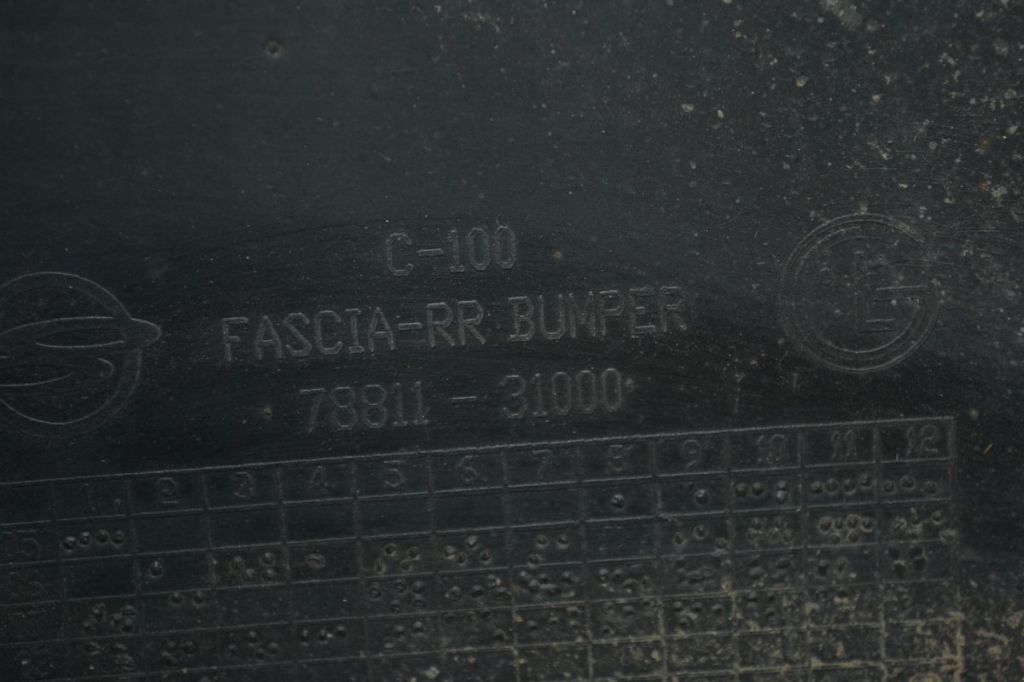 C-100
FASCIA-RR BUMPER
78811 - 31000
1 2 3 4 5 6 7 8 9 10 11 12